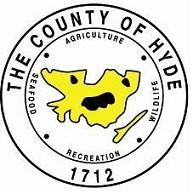 THE COUNTY OF HYDE
AGRICULTURE
SEAFOOD
WILDLIFE
RECREATION
1712